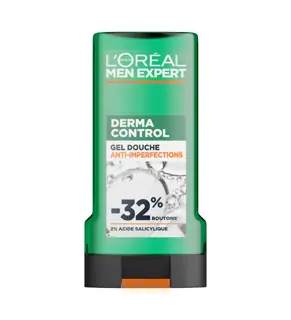 L'ORÉAL
MEN EXPERT
DERMA
CONTROL
GEL DOUCHE
ANTI-IMPERFECTIONS
-32%
BOUTONS
2% ACIDE SALICYLIQUE